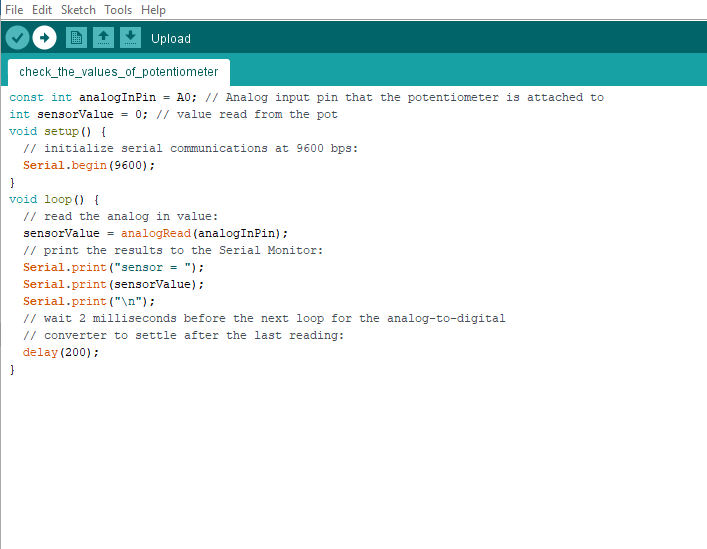 File Edit Sketch Tools Help
Upload
check_the_values_of_potentiometer
const int analogInPin = A0; // Analog input pin that the potentiometer is attached to
int sensorValue = 0; // value read from the pot
void setup() {
  // initialize serial communications at 9600 bps:
  Serial.begin(9600);
}
void loop() {
  // read the analog in value:
  sensorValue = analogRead(analogInPin);
  // print the results to the Serial Monitor:
  Serial.print("sensor = ");
  Serial.print(sensorValue);
  Serial.print("\n");
  // wait 2 milliseconds before the next loop for the analog-to-digital
  // converter to settle after the last reading:
  delay(200);
}